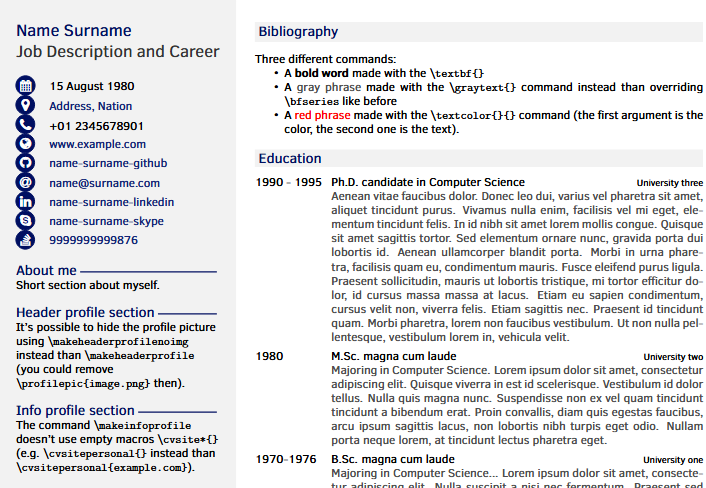 Name Surname
Job Description and Career
15 August 1980
Address, Nation
+01 2345678901
www.example.com
name-surname-github
name@surname.com
name-surname-linkedin
name-surname-skype
9999999999876
About me
Short section about myself.
Header profile section
It's possible to hide the profile picture
using \makeheaderprofilenoimg
instead than \makeheaderprofile
(you could remove
\profilepic{image.png} then).
Info profile section
The command \makeinfoprofile
doesn't use empty macros \cvsite*{}
(e.g. \cvsitepersonal{} instead than
\cvsitepersonal{example.com}).
Bibliography
Three different commands:
• A bold word made with the \textbf{}
• A gray phrase made with the \graytext{} command instead than overriding
\bfseries like before
• A red phrase made with the \textcolor{}{} command (the first argument is the
color, the second one is the text).
Education
1990 - 1995 Ph.D. candidate in Computer Science University three
Aenean vitae faucibus dolor. Donec leo dui, varius vel pharetra sit amet,
aliquet tincidunt purus. Vivamus nulla enim, facilisis vel mi eget, ele-
mentum tincidunt felis. In id nibh sit amet lorem mollis congue. Quisque
sit amet sagittis tortor. Sed elementum ornare nunc, gravida porta dui
lobortis id. Aenean ullamcorper blandit porta. Morbi in urna phare-
tra, facilisis quam eu, condimentum mauris. Fusce eleifend purus ligula.
Praesent sollicitudin, mauris ut lobortis tristique, mi tortor efficitur do-
lor, id cursus massa massa at lacus. Etiam eu sapien condimentum,
cursus velit non, viverra felis. Etiam sagittis nec. Praesent id tincidunt
quam. Morbi pharetra, lorem non faucibus vestibulum. Ut non nulla pel-
lentesque, vestibulum lorem in, vehicula velit.
1980 M.Sc. magna cum laude University two
Majoring in Computer Science. Lorem ipsum dolor sit amet, consectetur
adipiscing elit. Quisque viverra in est id scelerisque. Vestibulum id dolor
tellus. Nulla quis magna nunc. Suspendisse non ex vel quam tincidunt
tincidunt a bibendum erat. Proin convallis, diam quis egestas faucibus,
arcu ipsum sagittis lacus, non lobortis nibh turpis eget odio. Nullam
porta neque lorem, at tincidunt lectus pharetra eget.
1970-1976 B.Sc. magna cum laude University one
Majoring in Computer Science... Lorem ipsum dolor sit amet, consecte-
tur adipiscing elit. Nulla suscipit a nisi nec fermentum. Praesent sed